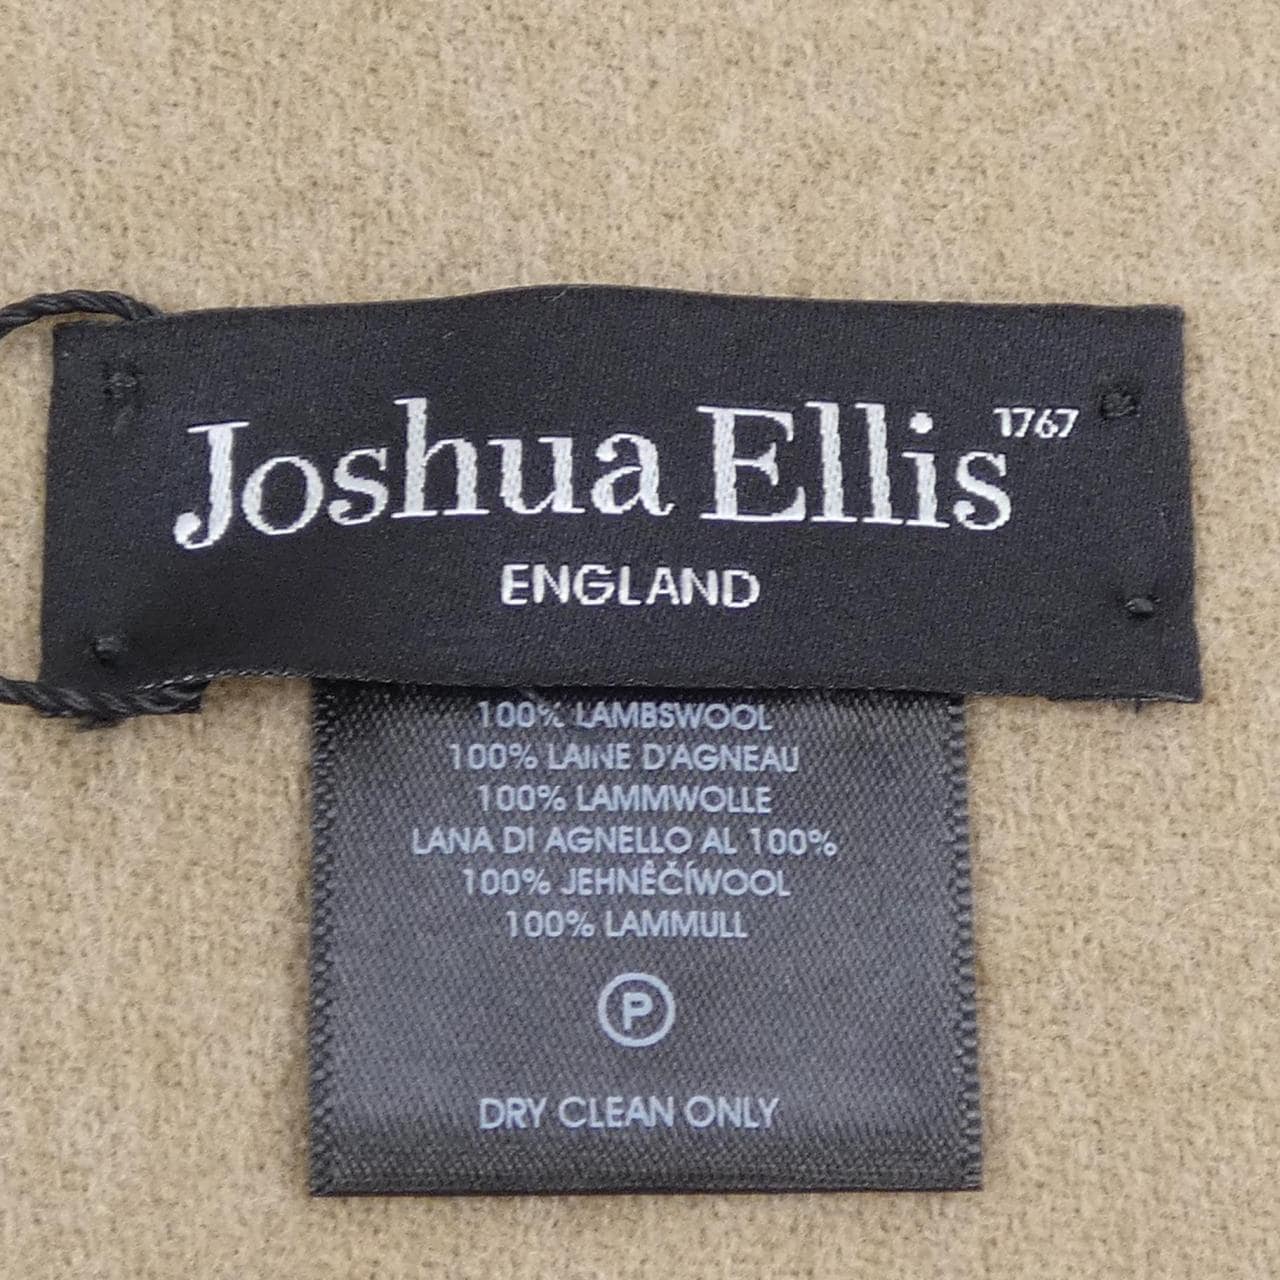 Joshua Ellis 1767
ENGLAND
100% LAMBSWOOL
100% LAINE D'AGNEAU
100% LAMMWOLLE
LANA DI AGNELLO AL 100%
100% JEHNÊČÍWOOL
100% LAMMULL
P
DRY CLEAN ONLY